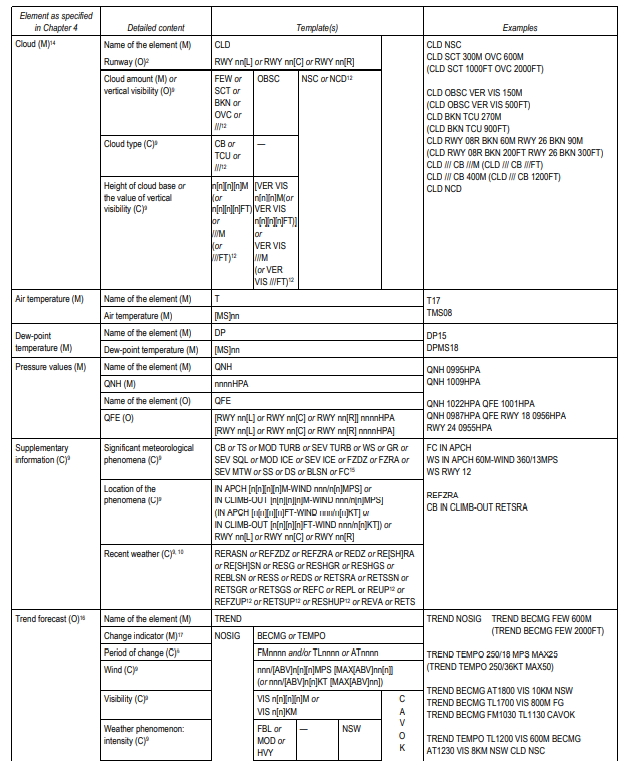 Element as specified
in Chapter 4
Detailed content
Template(s)
Examples
Cloud (M)14
Name of the element (M)
CLD
Runway (O)2
RWY nn[L] or RWY nn[C] or RWY nn[R]
Cloud amount (M) or
vertical visibility (O)9
FEW or
SCT or
BKN or
OVC or
///12
OBSC
NSC or NCD12
Cloud type (C)9
CB or
TCU or
///12
—
Height of cloud base or
the value of vertical
visibility (C)9
n[n][n][n]M
(or
n[n][n][n]FT)
or
///M
(or
///FT)12
[VER VIS
n[n][n]M(or
VER VIS
n[n][n][n]FT)]
or
VER VIS
///M
(or VER
VIS ///FT)12
CLD NSC
CLD SCT 300M OVC 600M
(CLD SCT 1000FT OVC 2000FT)
CLD OBSC VER VIS 150M
(CLD OBSC VER VIS 500FT)
CLD BKN TCU 270M
(CLD BKN TCU 900FT)
CLD RWY 08R BKN 60M RWY 26 BKN 90M
(CLD RWY 08R BKN 200FT RWY 26 BKN 300FT)
CLD /// CB ///M (CLD /// CB ///FT)
CLD /// CB 400M (CLD /// CB 1200FT)
CLD NCD
Air temperature (M)
Name of the element (M)
T
Air temperature (M)
[MS]nn
T17
TMS08
Dew-point
temperature (M)
Name of the element (M)
DP
Dew-point temperature (M)
[MS]nn
DP15
DPMS18
Pressure values (M)
Name of the element (M)
QNH
QNH (M)
nnnnHPA
Name of the element (O)
QFE
QFE (O)
[RWY nn[L] or RWY nn[C] or RWY nn[R]] nnnnHPA
[RWY nn[L] or RWY nn[C] or RWY nn[R] nnnnHPA]
QNH 0995HPA
QNH 1009HPA
QNH 1022HPA QFE 1001HPA
QNH 0987HPA QFE RWY 18 0956HPA
RWY 24 0955HPA
Supplementary
information (C)9
Significant meteorological
phenomena (C)9
CB or TS or MOD TURB or SEV TURB or WS or GR or
SEV SQL or MOD ICE or SEV ICE or FZDZ or FZRA or
SEV MTW or SS or DS or BLSN or FC15
Location of the
phenomena (C)9
IN APCH [n[n][n][n]M-WIND nnn/n[n]MPS] or
IN CLIMB-OUT [n[n][n][n]M-WIND nnn/n[n]MPS]
(IN APCH [n[n][n][n]FT-WIND nnn/n[n]KT] or
IN CLIMB-OUT [n[n][n][n]FT-WIND nnn/n[n]KT]) or
RWY nn[L] or RWY nn[C] or RWY nn[R]
Recent weather (C)9, 10
RERASN or REFZDZ or REFZRA or REDZ or RE[SH]RA
or RE[SH]SN or RESG or RESHGR or RESHGS or
REBLSN or RESS or REDS or RETSRA or RETSSN or
RETSGR or RETSGS or REFC or REPL or REUP12 or
REFZUP12 or RETSUP12 or RESHUP12 or REVA or RETS
FC IN APCH
WS IN APCH 60M-WIND 360/13MPS
WS RWY 12
REFZRA
CB IN CLIMB-OUT RETSRA
Trend forecast (O)16
Name of the element (M)
TREND
Change indicator (M)17
NOSIG
BECMG or TEMPO
Period of change (C)9
FMnnnn and/or TLnnnn or ATnnnn
Wind (C)9
nnn/[ABV]n[n][n]MPS [MAX[ABV]nn[n]]
(or nnn/[ABV]n[n]KT [MAX[ABV]nn])
Visibility (C)9
VIS n[n][n][n]M or
VIS n[n]KM
C
A
V
O
K
Weather phenomenon:
intensity (C)9
FBL or
MOD or
HVY
—
NSW
TREND NOSIG TREND BECMG FEW 600M
(TREND BECMG FEW 2000FT)
TREND TEMPO 250/18 MPS MAX25
(TREND TEMPO 250/36KT MAX50)
TREND BECMG AT1800 VIS 10KM NSW
TREND BECMG TL1700 VIS 800M FG
TREND BECMG FM1030 TL1130 CAVOK
TREND TEMPO TL1200 VIS 600M BECMG
AT1230 VIS 8KM NSW CLD NSC